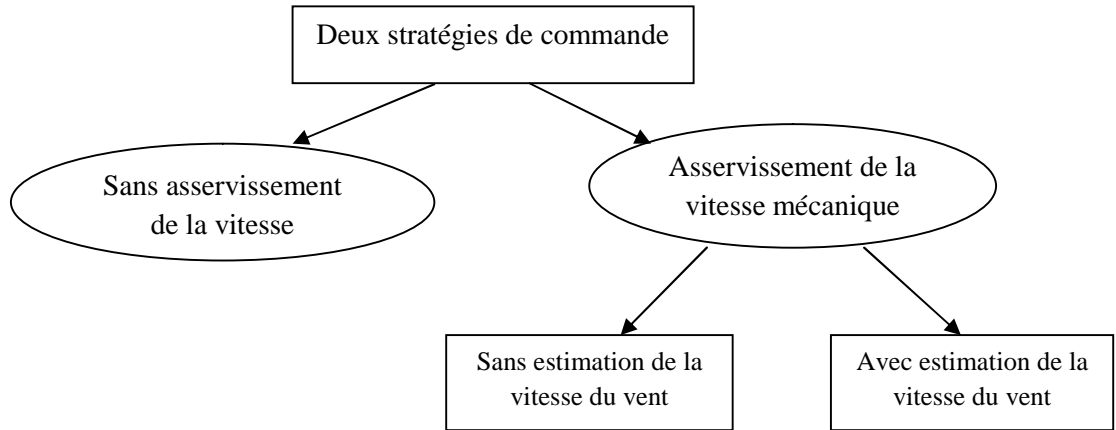 Deux stratégies de commande
Sans asservissement
de la vitesse
Asservissement de la
vitesse mécanique
Sans estimation de la
vitesse du vent
Avec estimation de la
vitesse du vent